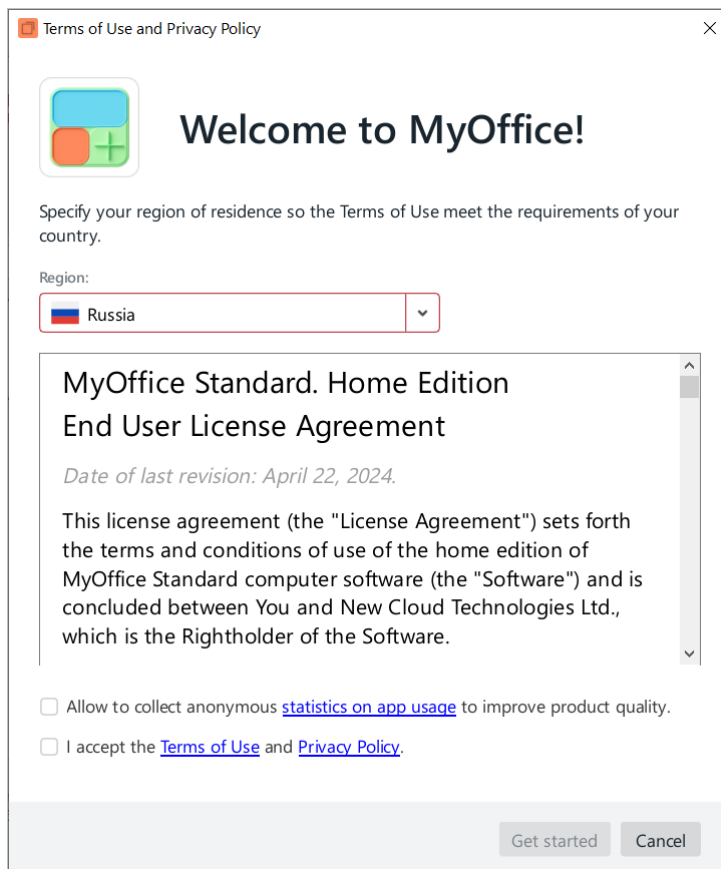 Terms of Use and Privacy Policy
Welcome to MyOffice!
Specify your region of residence so the Terms of Use meet the requirements of your
country.
Region:
Russia
MyOffice Standard. Home Edition
End User License Agreement
Date of last revision: April 22, 2024.
This license agreement (the "License Agreement") sets forth
the terms and conditions of use of the home edition of
MyOffice Standard computer software (the "Software") and is
concluded between You and New Cloud Technologies Ltd.,
which is the Rightholder of the Software.
Allow to collect anonymous statistics on app usage to improve product quality.
I accept the Terms of Use and Privacy Policy.
Get started
Cancel